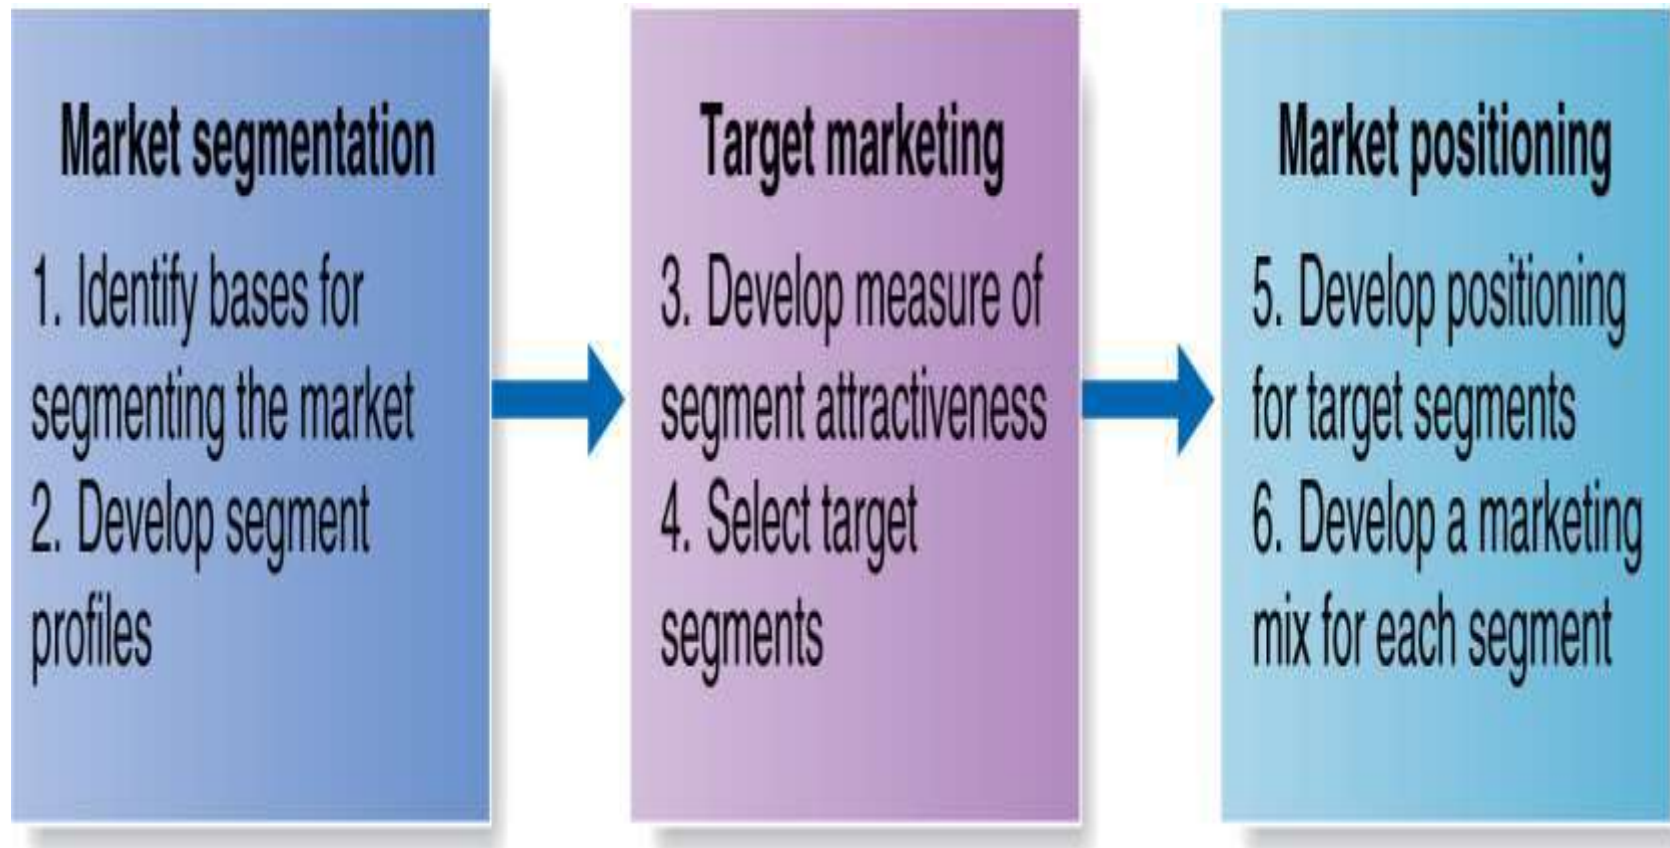 Market segmentation
1. Identify bases for
segmenting the market
2. Develop segment
profiles
Target marketing
3. Develop measure of
segment attractiveness
4. Select target
segments
Market positioning
5. Develop positioning
for target segments
6. Develop a marketing
mix for each segment